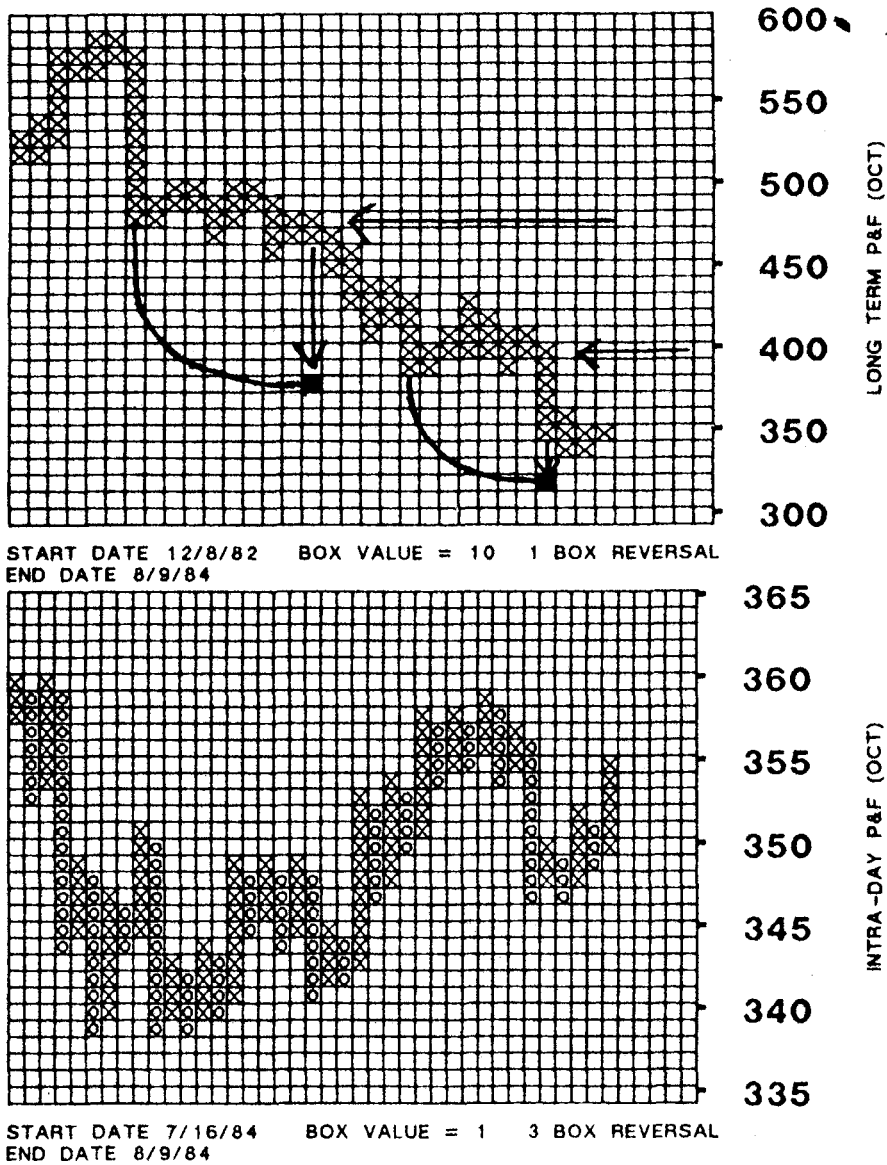 600
550
500
450
400
350
300
LONG TERM P&F (OCT)
START DATE 12/8/82 BOX VALUE = 10 1 BOX REVERSAL
END DATE 8/9/84
365
360
355
350
345
340
335
INTRA-DAY P&F (OCT)
START DATE 7/16/84 BOX VALUE = 1 3 BOX REVERSAL
END DATE 8/9/84